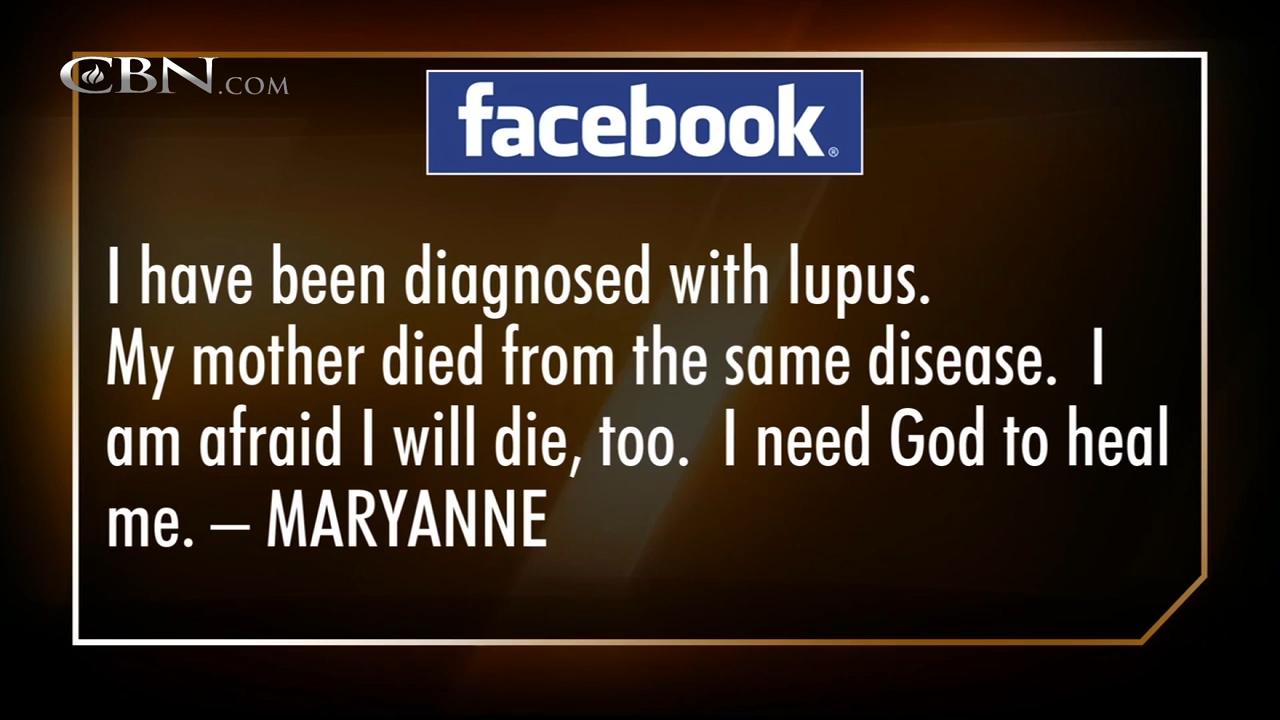 CBN.COM
facebook®
I have been diagnosed with lupus.
My mother died from the same disease.  I
am afraid I will die, too.  I need God to heal
me. – MARYANNE